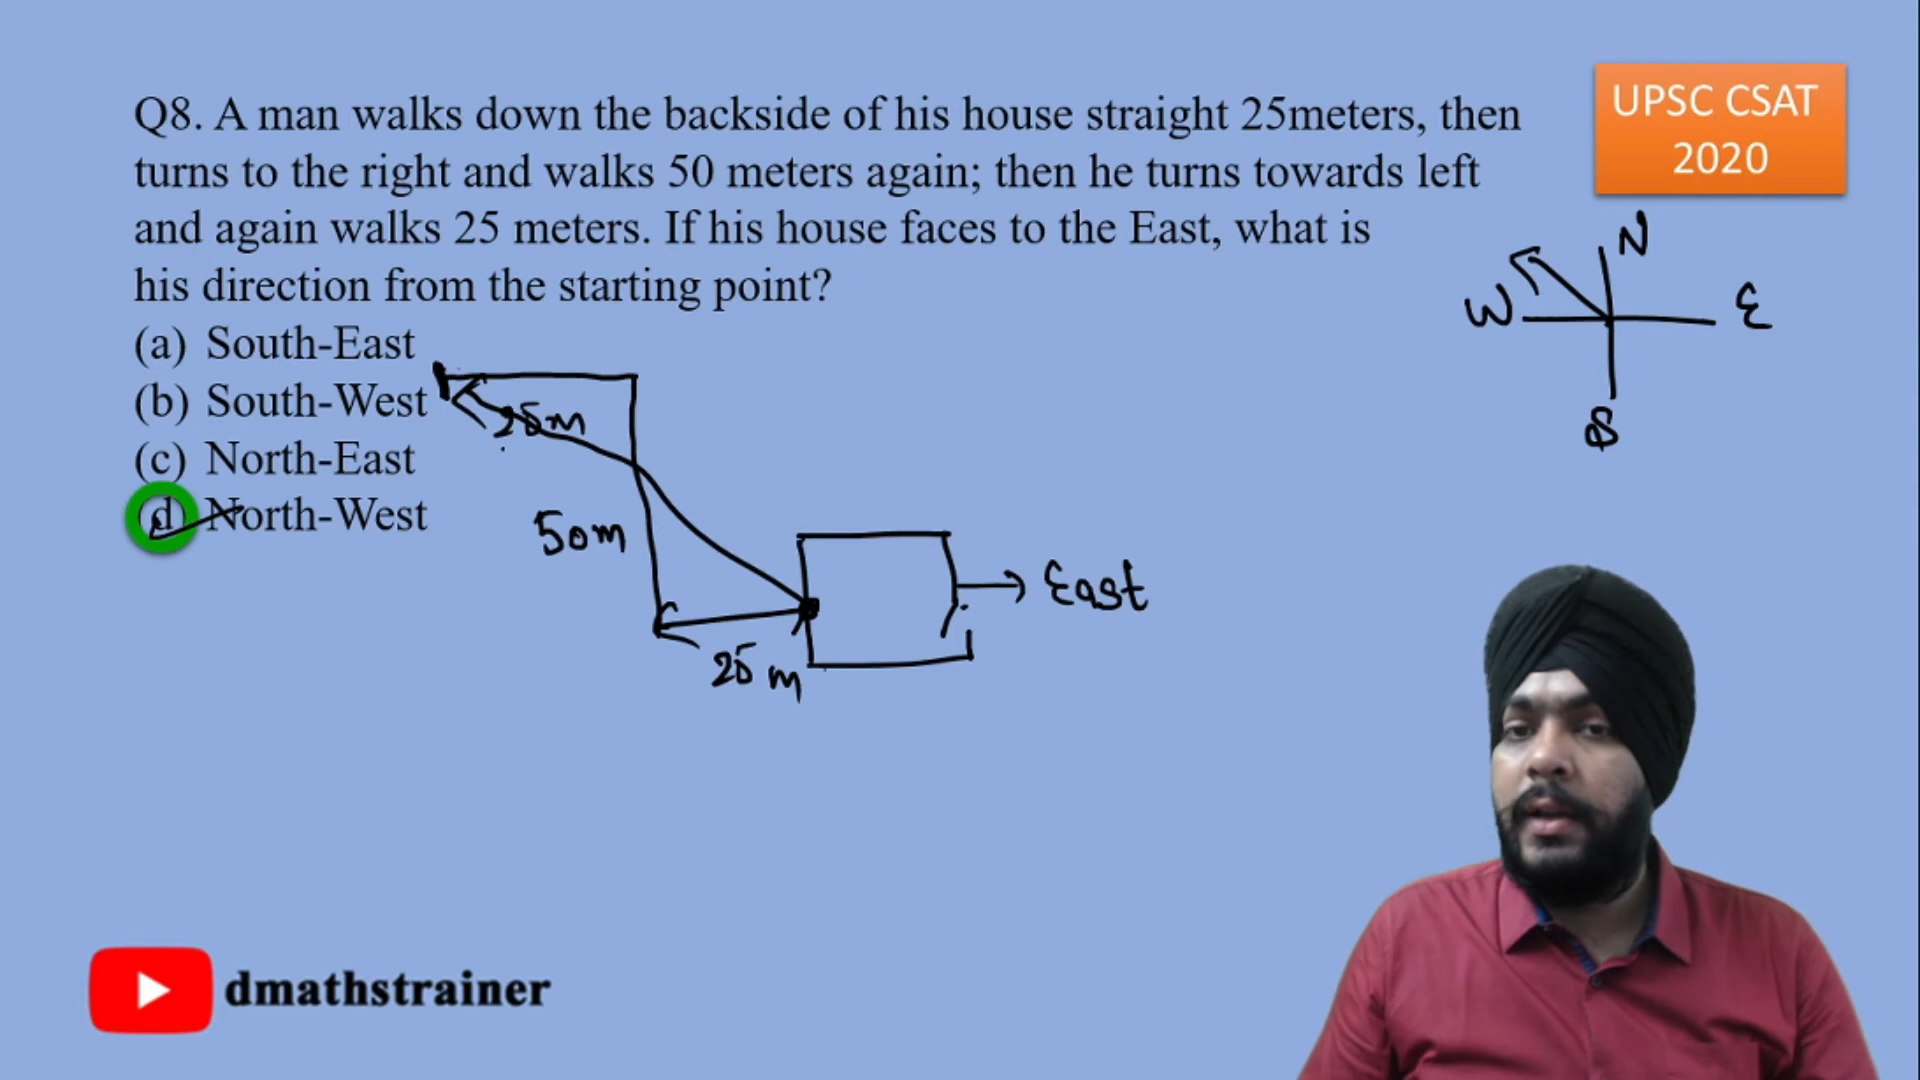 Q8. A man walks down the backside of his house straight 25meters, then
turns to the right and walks 50 meters again; then he turns towards left
and again walks 25 meters. If his house faces to the East, what is
his direction from the starting point?
(a) South-East
(b) South-West
(c) North-East
(d) North-West
UPSC CSAT
2020
N
W
E
S
25m
50m
East
25 m
dmathstrainer